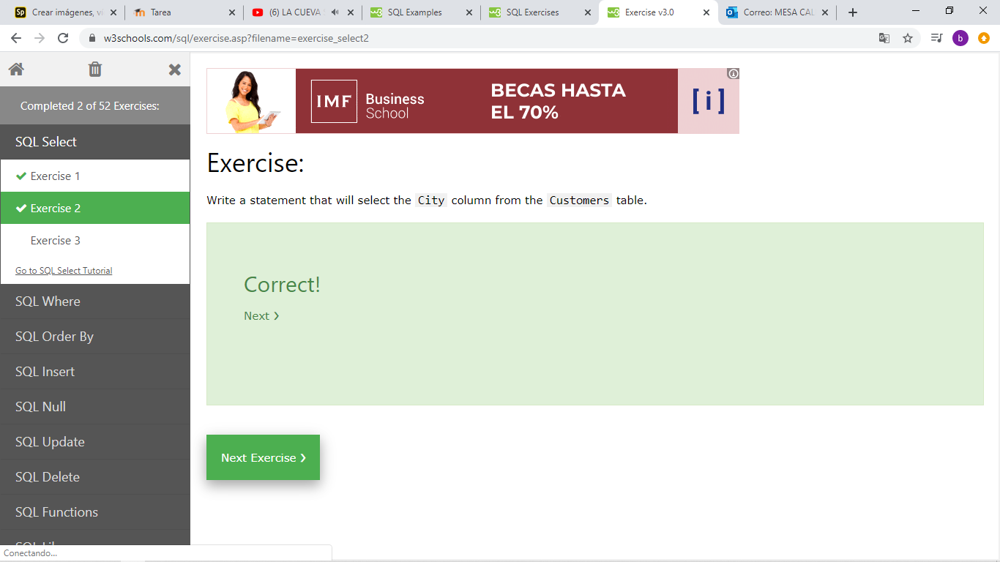 Crear imágenes, ví
Tarea
(6) LA CUEVA
SQL Examples
SQL Exercises
Exercise v3.0
Correo: MESA CAL
w3schools.com/sql/exercise.asp?filename=exercise_select2
b
Completed 2 of 52 Exercises:
SQL Select
Exercise 1
Exercise 2
Exercise 3
Go to SQL Select Tutorial
SQL Where
SQL Order By
SQL Insert
SQL Null
SQL Update
SQL Delete
SQL Functions
Conectando...
IMF Business School
BECAS HASTA
EL 70%
[i]
Exercise:
Write a statement that will select the City column from the Customers table.
Correct!
Next ❯
Next Exercise ❯